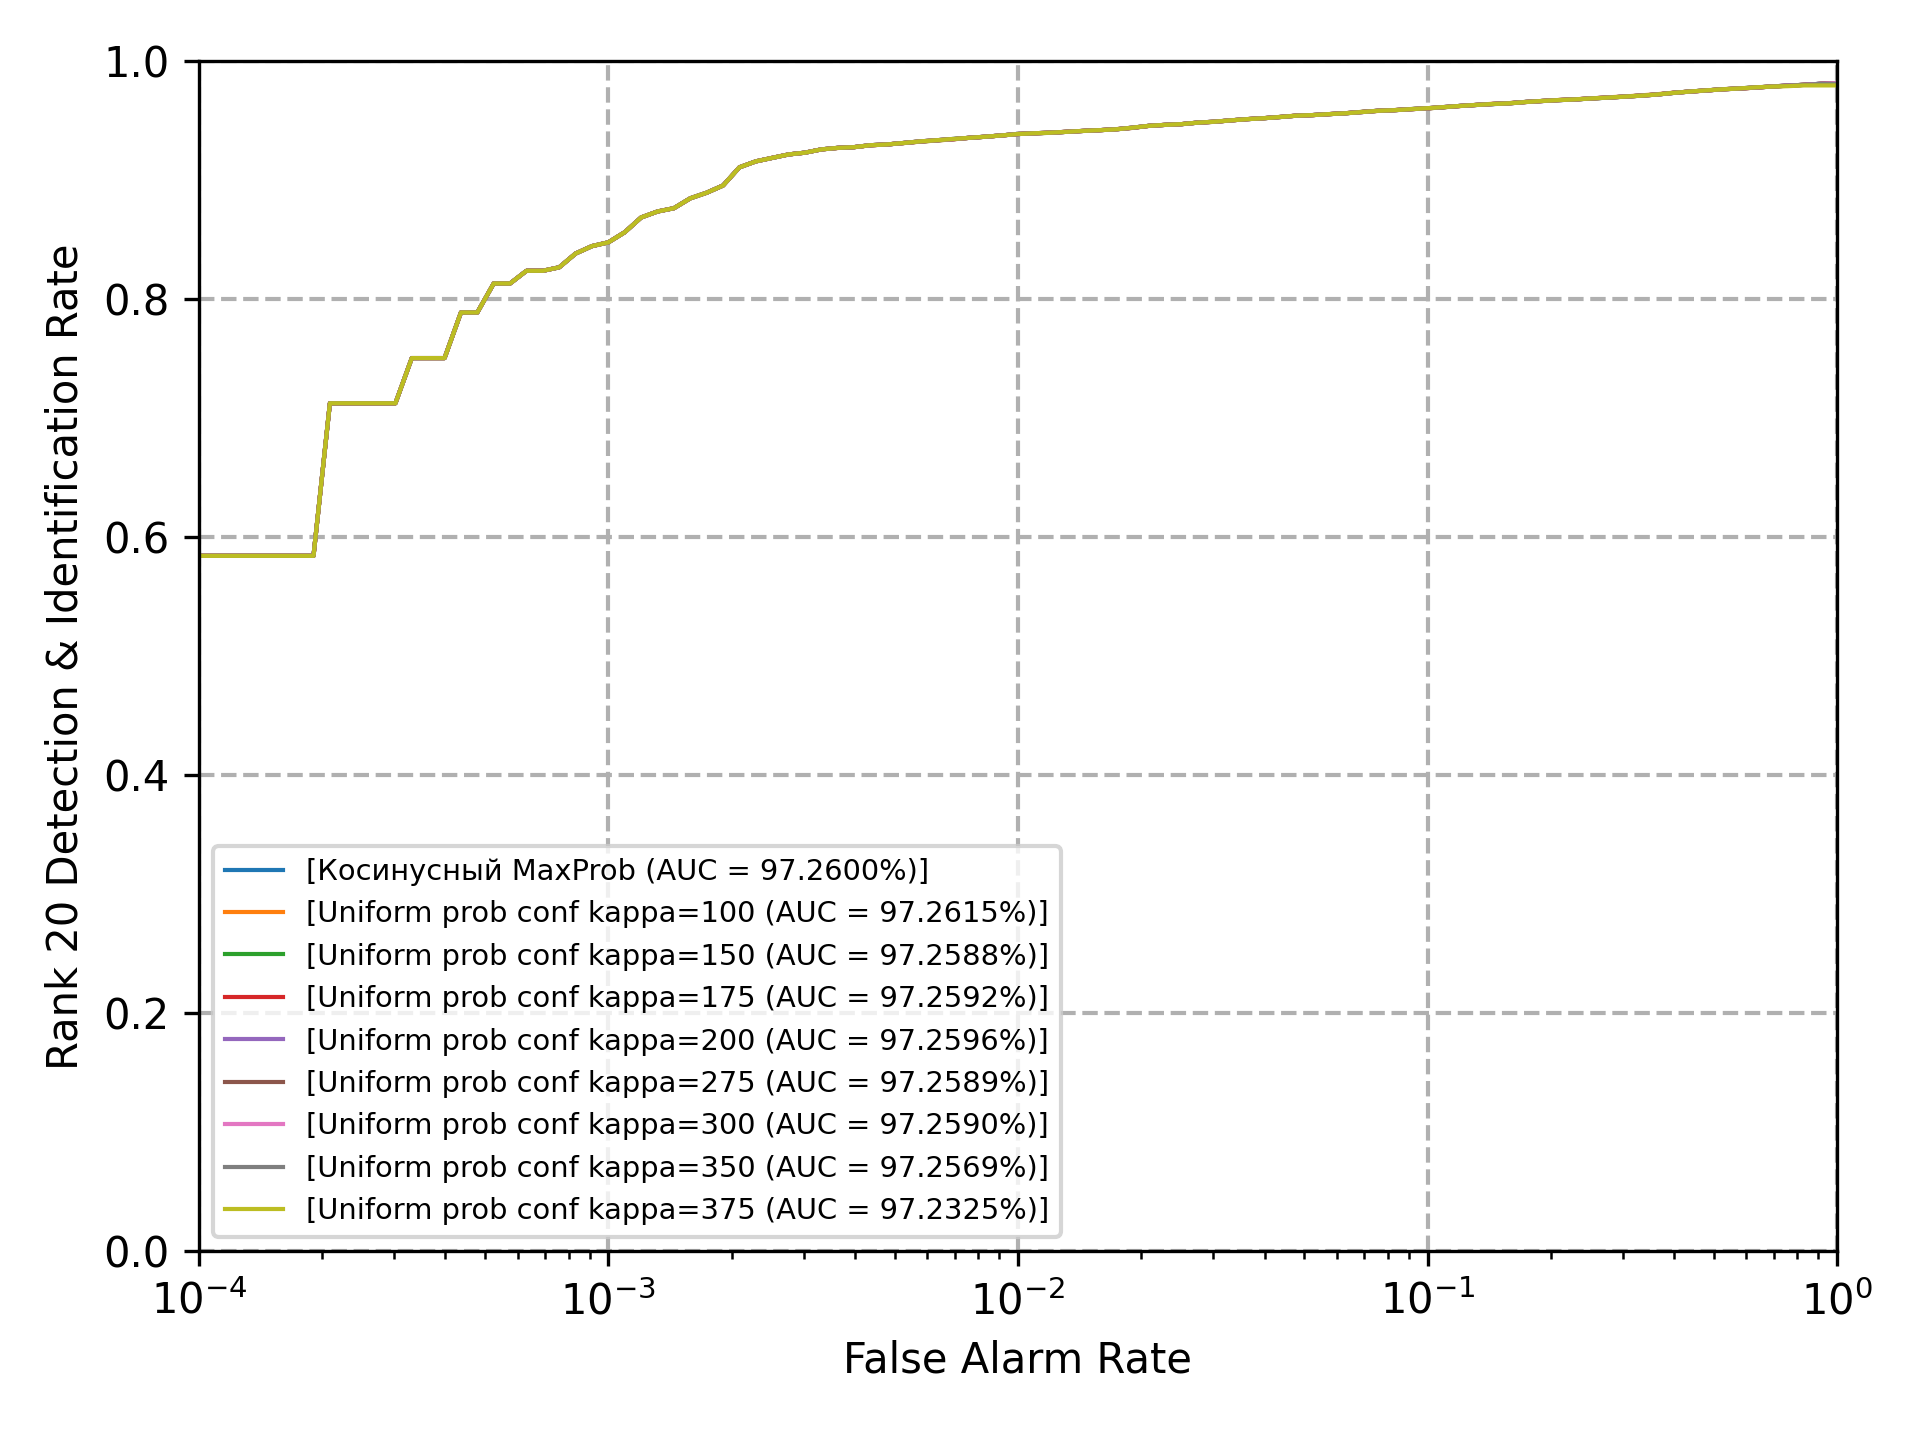 1.0
0.8
0.6
0.4
0.2
0.0
Rank 20 Detection & Identification Rate
[Косинусный MaxProb (AUC = 97.2600%)]
[Uniform prob conf kappa=100 (AUC = 97.2615%)]
[Uniform prob conf kappa=150 (AUC = 97.2588%)]
[Uniform prob conf kappa=175 (AUC = 97.2592%)]
[Uniform prob conf kappa=200 (AUC = 97.2596%)]
[Uniform prob conf kappa=275 (AUC = 97.2589%)]
[Uniform prob conf kappa=300 (AUC = 97.2590%)]
[Uniform prob conf kappa=350 (AUC = 97.2569%)]
[Uniform prob conf kappa=375 (AUC = 97.2325%)]
10⁻⁴ 10⁻³ 10⁻² 10⁻¹ 10⁰
False Alarm Rate